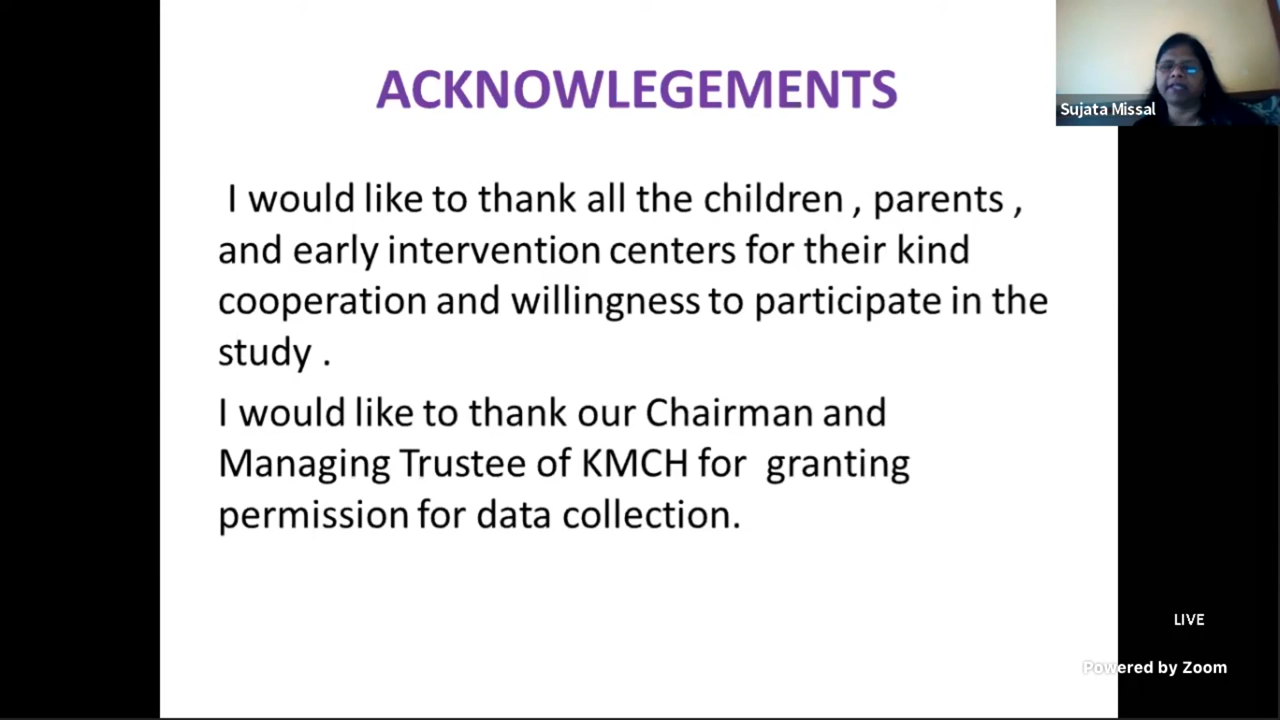 ACKNOWLEGEMENTS
Sujata Missal
I would like to thank all the children , parents ,
and early intervention centers for their kind
cooperation and willingness to participate in the
study .
I would like to thank our Chairman and
Managing Trustee of KMCH for  granting
permission for data collection.
LIVE
Powered by Zoom